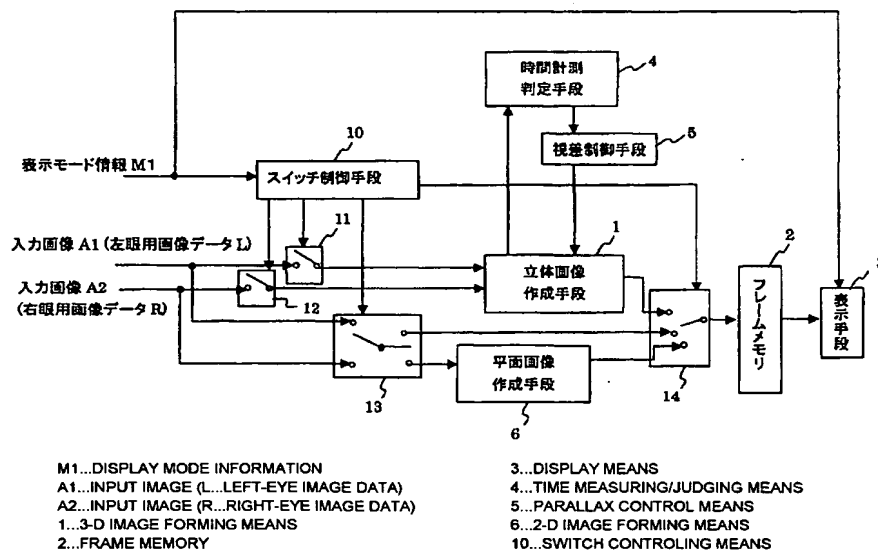 時間計測
判定手段
4
10
視差制御手段
5
表示モード情報 M1
スイッチ制御手段
11
1
2
入力画像 A1 (左眼用画像データ L)
立体画像
作成手段
フレームメモリ
表示手段
入力画像 A2
(右眼用画像データ R)
12
平面画像
作成手段
13
14
6
M1...DISPLAY MODE INFORMATION
A1...INPUT IMAGE (L...LEFT-EYE IMAGE DATA)
A2...INPUT IMAGE (R...RIGHT-EYE IMAGE DATA)
1...3-D IMAGE FORMING MEANS
2...FRAME MEMORY
3...DISPLAY MEANS
4...TIME MEASURING/JUDGING MEANS
5...PARALLAX CONTROL MEANS
6...2-D IMAGE FORMING MEANS
10...SWITCH CONTROLING MEANS